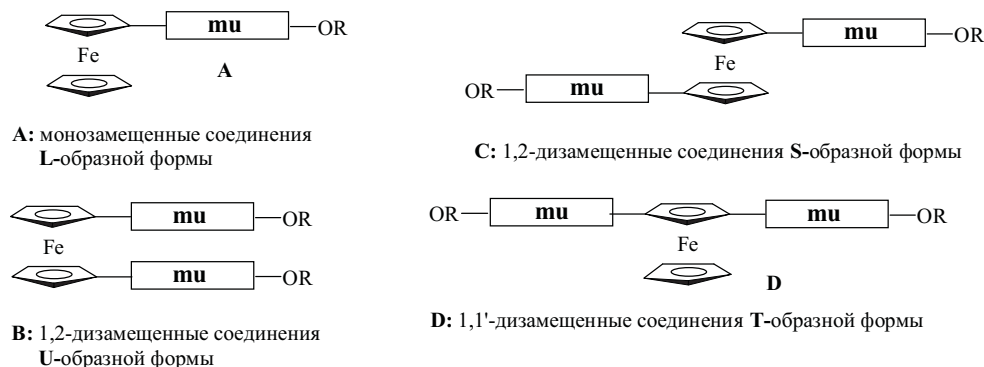 mu
OR
Fe
A
A: монозамещенные соединения
L-образной формы
mu
OR
Fe
OR
mu
C: 1,2-дизамещенные соединения S-образной формы
mu
OR
Fe
mu
OR
B: 1,2-дизамещенные соединения
U-образной формы
OR
mu
mu
OR
Fe
D
D: 1,1'-дизамещенные соединения T-образной формы